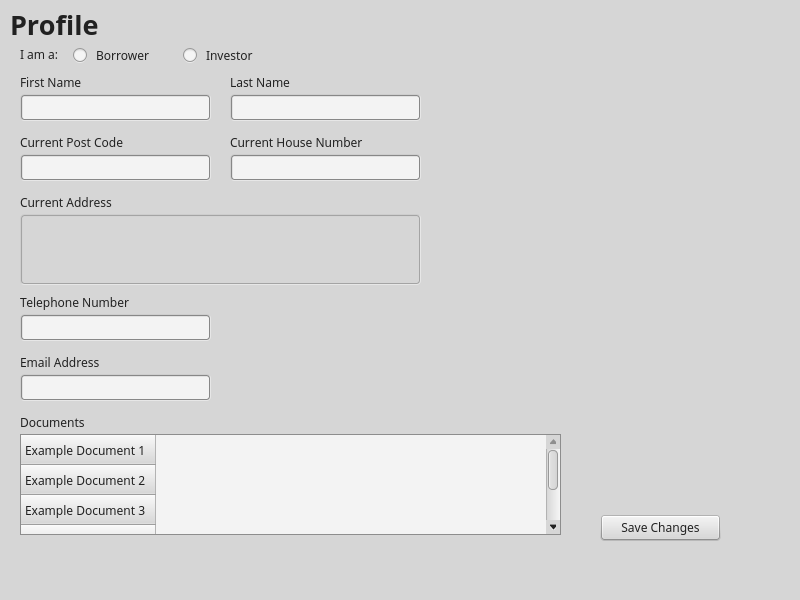 Profile
I am a: Borrower Investor
First Name Last Name
Current Post Code Current House Number
Current Address
Telephone Number
Email Address
Documents
Example Document 1
Example Document 2
Example Document 3
Save Changes